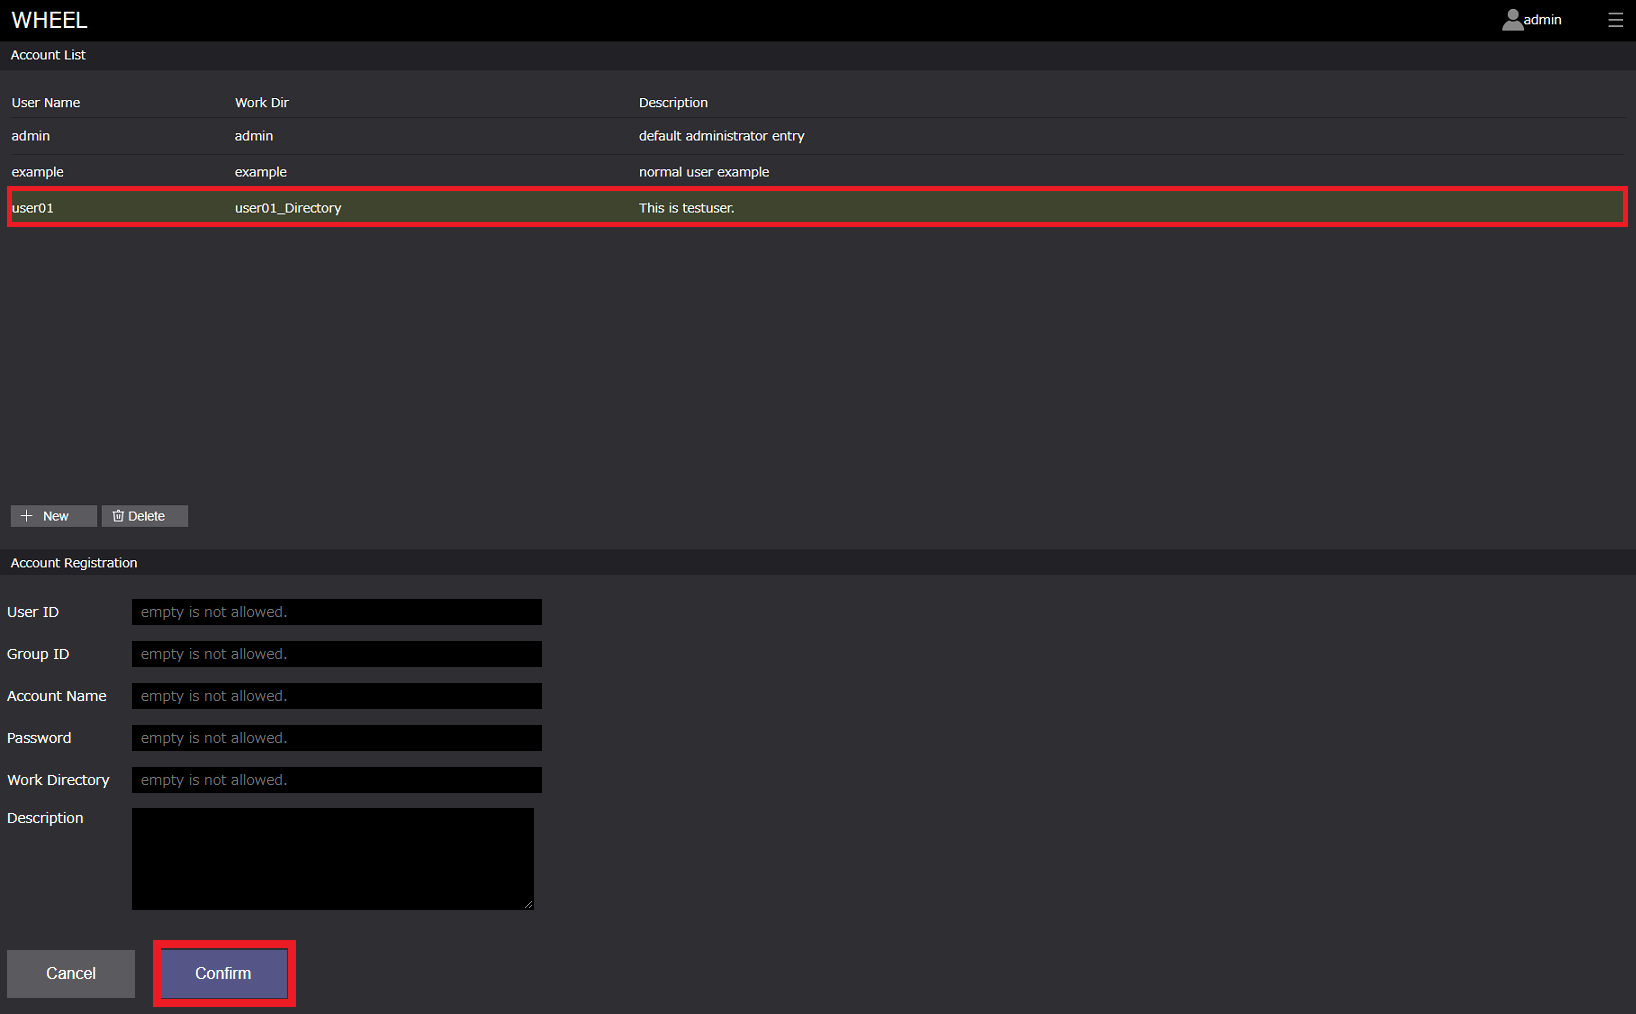 WHEEL
admin
Account List
User Name Work Dir Description
admin admin default administrator entry
example example normal user example
user01 user01_Directory This is testuser.
New Delete
Account Registration
User ID empty is not allowed.
Group ID empty is not allowed.
Account Name empty is not allowed.
Password empty is not allowed.
Work Directory empty is not allowed.
Description
Cancel Confirm